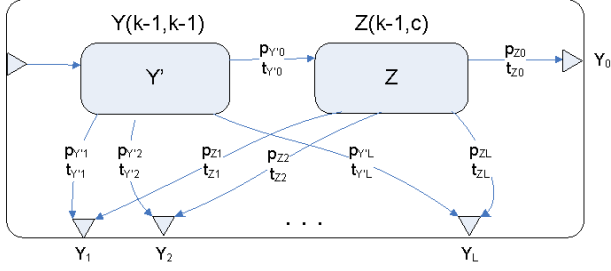 Y(k-1,k-1) Z(k-1,c)
pY'0 pZ0 Y0
tY'0 tZ0
Y' Z
pY'1 pY'2 pZ1 pZ2 pY'L pZL
tY'1 tY'2 tZ1 tZ2 tY'L tZL
. . .
Y1 Y2 YL